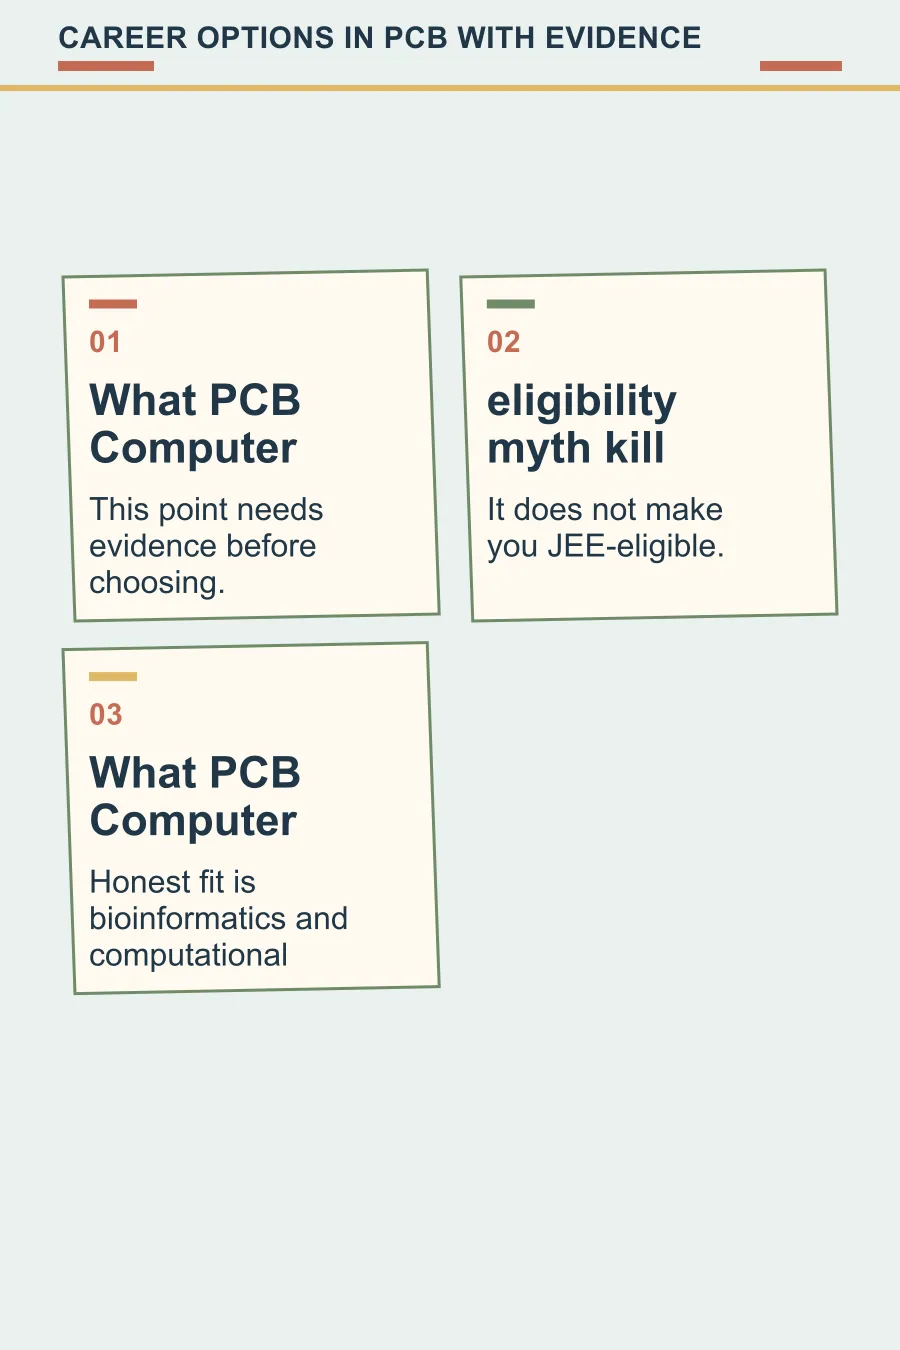 CAREER OPTIONS IN PCB WITH EVIDENCE
01
What PCB
Computer
This point needs
evidence before
choosing.
02
eligibility
myth kill
It does not make
you JEE-eligible.
03
What PCB
Computer
Honest fit is
bioinformatics and
computational